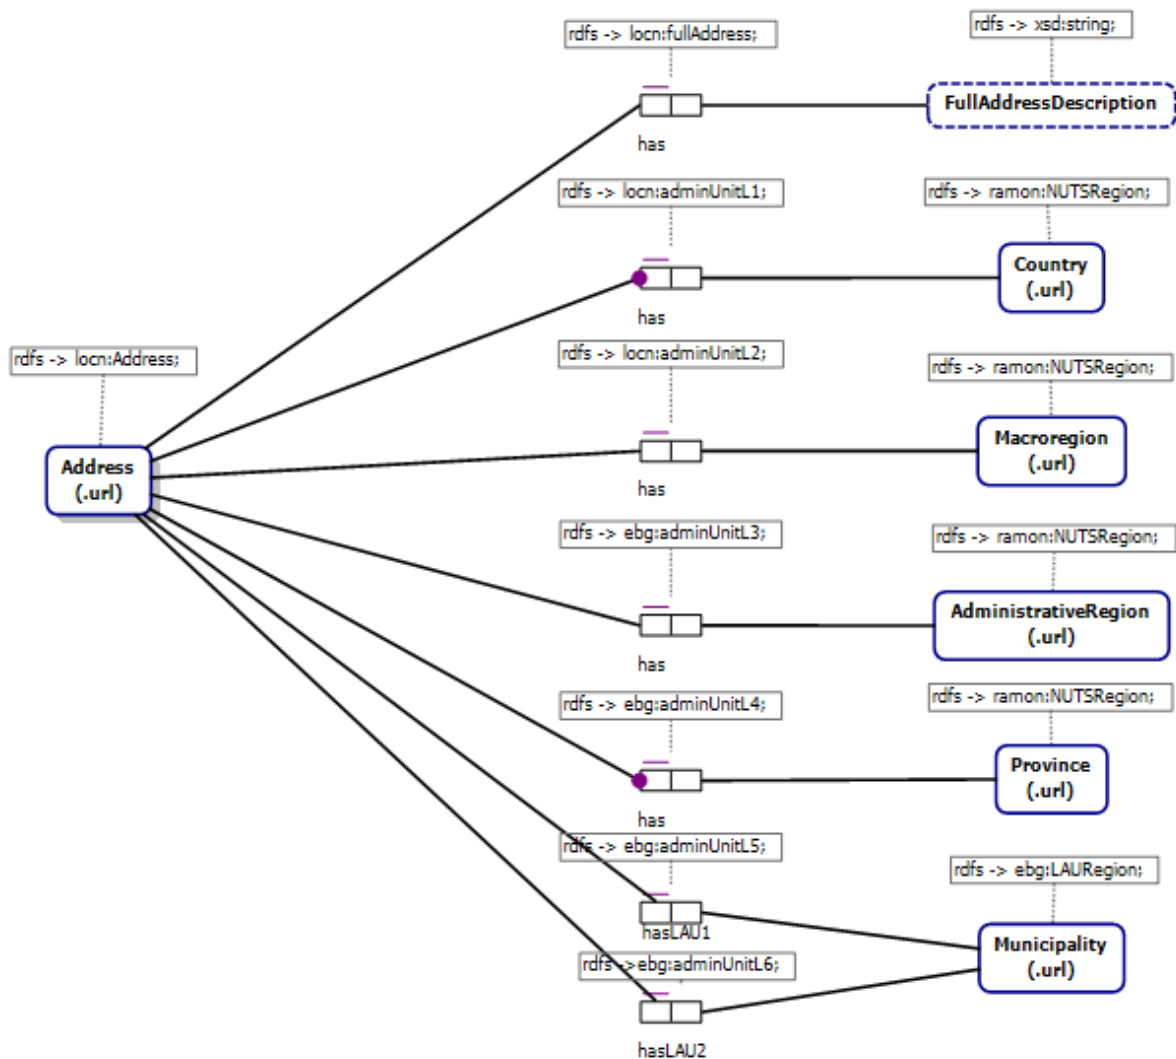 rdfs -> locn:fullAddress;
rdfs -> xsd:string;
FullAddressDescription
has
rdfs -> locn:adminUnitL1;
rdfs -> ramon:NUTSRegion;
Country
(.url)
has
rdfs -> locn:Address;
rdfs -> locn:adminUnitL2;
rdfs -> ramon:NUTSRegion;
Address
(.url)
Macroregion
(.url)
has
rdfs -> ebg:adminUnitL3;
rdfs -> ramon:NUTSRegion;
AdministrativeRegion
(.url)
has
rdfs -> ebg:adminUnitL4;
rdfs -> ramon:NUTSRegion;
Province
(.url)
has
rdfs -> ebg:adminUnitL5;
rdfs -> ebg:LAURegion;
hasLAU1
Municipality
(.url)
rdfs ->ebg:adminUnitL6;
hasLAU2